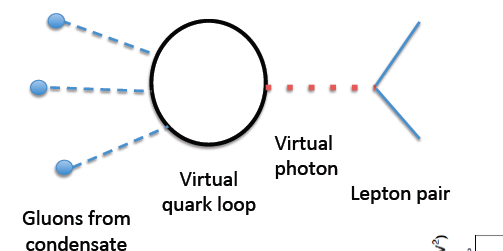 Virtual
photon
Virtual
quark loop
Lepton pair
Gluons from
condensate